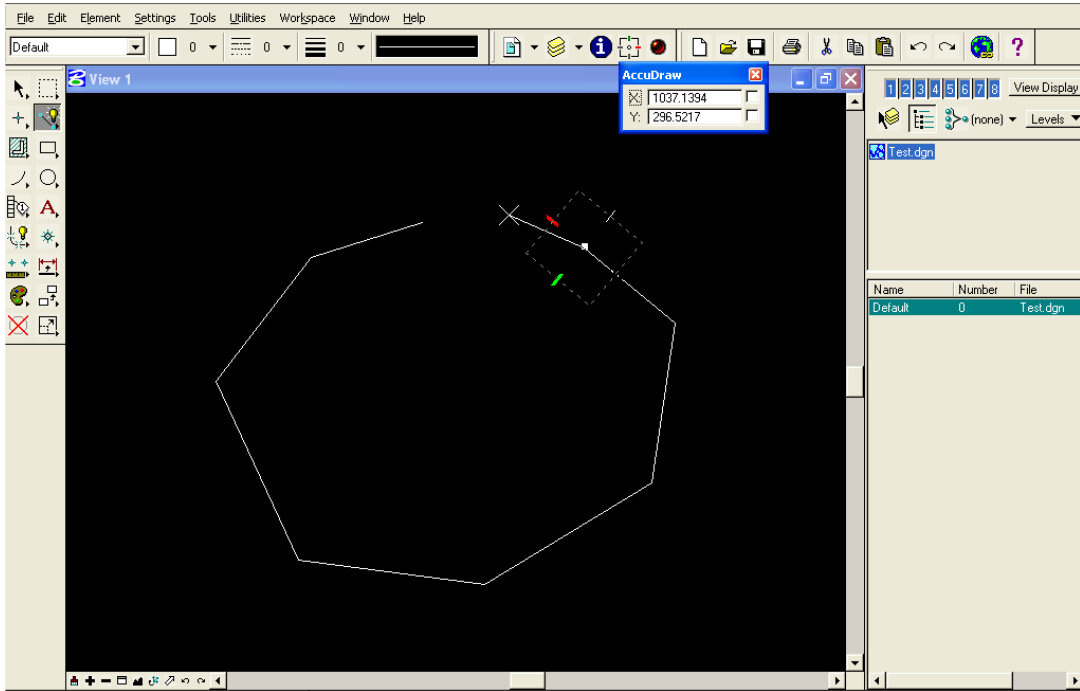 File Edit Element Settings Tools Utilities Workspace Window Help
Default 0 0 0
View 1
AccuDraw
X: 1037.1394
Y: 296.5217
1 2 3 4 5 6 7 8 View Display
(none) Levels
Test.dgn
Name Number File
Default 0 Test.dgn